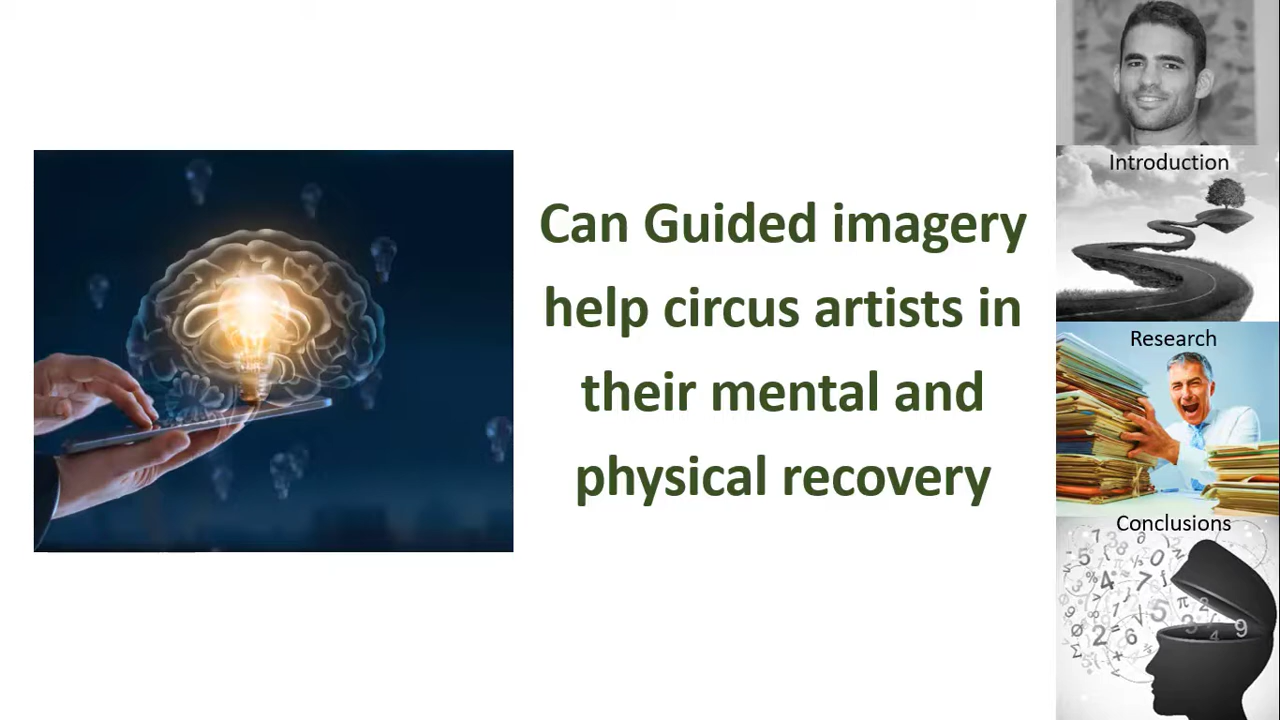 Can Guided imagery
help circus artists in
their mental and
physical recovery
Introduction
Research
Conclusions